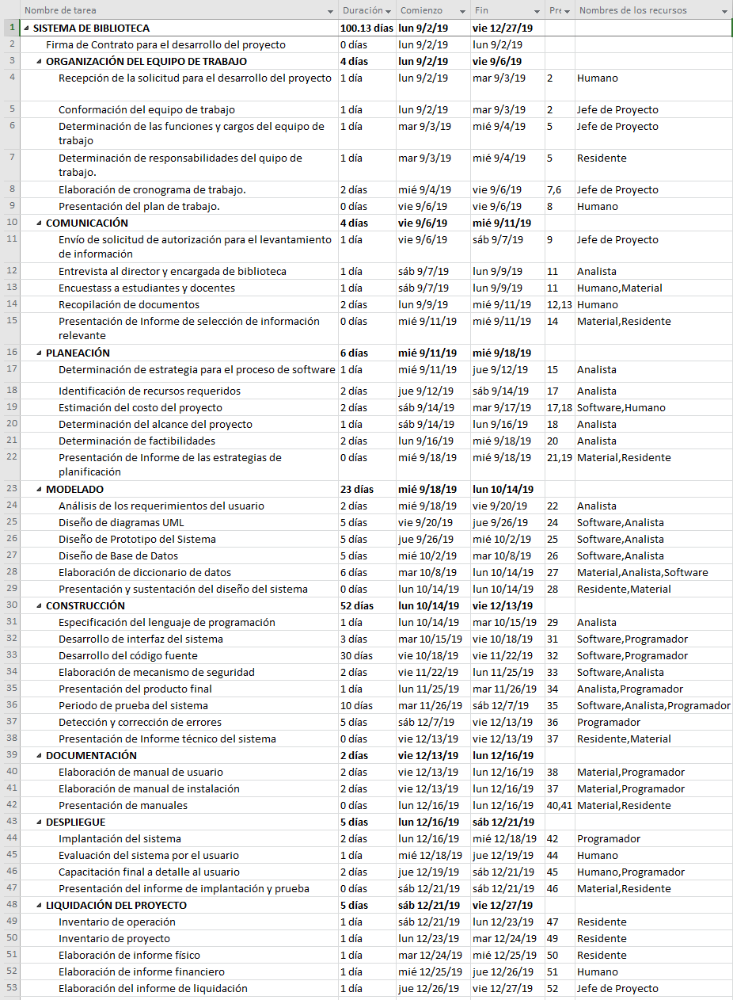 Nombre de tarea Duración Comienzo Fin Pre Nombres de los recursos
1 SISTEMA DE BIBLIOTECA 100.13 días lun 9/2/19 vie 12/27/19
2 Firma de Contrato para el desarrollo del proyecto 0 días lun 9/2/19 lun 9/2/19
3 ORGANIZACIÓN DEL EQUIPO DE TRABAJO 4 días lun 9/2/19 vie 9/6/19
4 Recepción de la solicitud para el desarrollo del proyecto 1 día lun 9/2/19 mar 9/3/19 2 Humano
5 Conformación del equipo de trabajo 1 día lun 9/2/19 mar 9/3/19 2 Jefe de Proyecto
6 Determinación de las funciones y cargos del equipo de 1 día mar 9/3/19 mié 9/4/19 5 Jefe de Proyecto
trabajo
7 Determinación de responsabilidades del quipo de 1 día mar 9/3/19 mié 9/4/19 5 Residente
trabajo.
8 Elaboración de cronograma de trabajo. 2 días mié 9/4/19 vie 9/6/19 7,6 Jefe de Proyecto
9 Presentación del plan de trabajo. 0 días vie 9/6/19 vie 9/6/19 8 Humano
10 COMUNICACIÓN 4 días vie 9/6/19 mié 9/11/19
11 Envío de solicitud de autorización para el levantamiento 1 día vie 9/6/19 sáb 9/7/19 9 Jefe de Proyecto
de información
12 Entrevista al director y encargada de biblioteca 1 día sáb 9/7/19 lun 9/9/19 11 Analista
13 Encuestass a estudiantes y docentes 1 día sáb 9/7/19 lun 9/9/19 11 Humano,Material
14 Recopilación de documentos 2 días lun 9/9/19 mié 9/11/19 12,13 Humano
15 Presentación de Informe de selección de información 0 días mié 9/11/19 mié 9/11/19 14 Material,Residente
relevante
16 PLANEACIÓN 6 días mié 9/11/19 mié 9/18/19
17 Determinación de estrategia para el proceso de software 1 día mié 9/11/19 jue 9/12/19 15 Analista
18 Identificación de recursos requeridos 2 días jue 9/12/19 sáb 9/14/19 17 Analista
19 Estimación del costo del proyecto 2 días sáb 9/14/19 mar 9/17/19 17,18 Software,Humano
20 Determinación del alcance del proyecto 1 día sáb 9/14/19 lun 9/16/19 18 Analista
21 Determinación de factibilidades 2 días lun 9/16/19 mié 9/18/19 20 Analista
22 Presentación de Informe de las estrategias de 0 días mié 9/18/19 mié 9/18/19 21,19 Material,Residente
planificación
23 MODELADO 23 días mié 9/18/19 lun 10/14/19
24 Análisis de los requerimientos del usuario 2 días mié 9/18/19 vie 9/20/19 22 Analista
25 Diseño de diagramas UML 5 días vie 9/20/19 jue 9/26/19 24 Software,Analista
26 Diseño de Prototipo del Sistema 5 días jue 9/26/19 mié 10/2/19 25 Software,Analista
27 Diseño de Base de Datos 5 días mié 10/2/19 mar 10/8/19 26 Software,Analista
28 Elaboración de diccionario de datos 6 días mar 10/8/19 lun 10/14/19 27 Material,Analista,Software
29 Presentación y sustentación del diseño del sistema 0 días lun 10/14/19 lun 10/14/19 28 Residente,Material
30 CONSTRUCCIÓN 52 días lun 10/14/19 vie 12/13/19
31 Especificación del lenguaje de programación 1 día lun 10/14/19 mar 10/15/19 29 Analista
32 Desarrollo de interfaz del sistema 3 días mar 10/15/19 vie 10/18/19 31 Software,Programador
33 Desarrollo del código fuente 30 días vie 10/18/19 vie 11/22/19 32 Software,Programador
34 Elaboración de mecanismo de seguridad 2 días vie 11/22/19 lun 11/25/19 33 Software,Analista
35 Presentación del producto final 1 día lun 11/25/19 mar 11/26/19 34 Analista,Programador
36 Periodo de prueba del sistema 10 días mar 11/26/19 sáb 12/7/19 35 Software,Analista,Programador
37 Detección y corrección de errores 5 días sáb 12/7/19 vie 12/13/19 36 Programador
38 Presentación de Informe técnico del sistema 0 días vie 12/13/19 vie 12/13/19 37 Residente,Material
39 DOCUMENTACIÓN 2 días vie 12/13/19 lun 12/16/19
40 Elaboración de manual de usuario 2 días vie 12/13/19 lun 12/16/19 38 Material,Programador
41 Elaboración de manual de instalación 2 días vie 12/13/19 lun 12/16/19 37 Material,Programador
42 Presentación de manuales 0 días lun 12/16/19 lun 12/16/19 40,41 Material,Residente
43 DESPLIEGUE 5 días lun 12/16/19 sáb 12/21/19
44 Implantación del sistema 2 días lun 12/16/19 mié 12/18/19 42 Programador
45 Evaluación del sistema por el usuario 1 día mié 12/18/19 jue 12/19/19 44 Humano
46 Capacitación final a detalle al usuario 2 días jue 12/19/19 sáb 12/21/19 45 Humano,Programador
47 Presentación del informe de implantación y prueba 0 días sáb 12/21/19 sáb 12/21/19 46 Material,Residente
48 LIQUIDACIÓN DEL PROYECTO 5 días sáb 12/21/19 vie 12/27/19
49 Inventario de operación 1 día sáb 12/21/19 lun 12/23/19 47 Residente
50 Inventario de proyecto 1 día lun 12/23/19 mar 12/24/19 49 Residente
51 Elaboración de informe físico 1 día mar 12/24/19 mié 12/25/19 50 Residente
52 Elaboración de informe financiero 1 día mié 12/25/19 jue 12/26/19 51 Humano
53 Elaboración del informe de liquidación 1 día jue 12/26/19 vie 12/27/19 52 Jefe de Proyecto